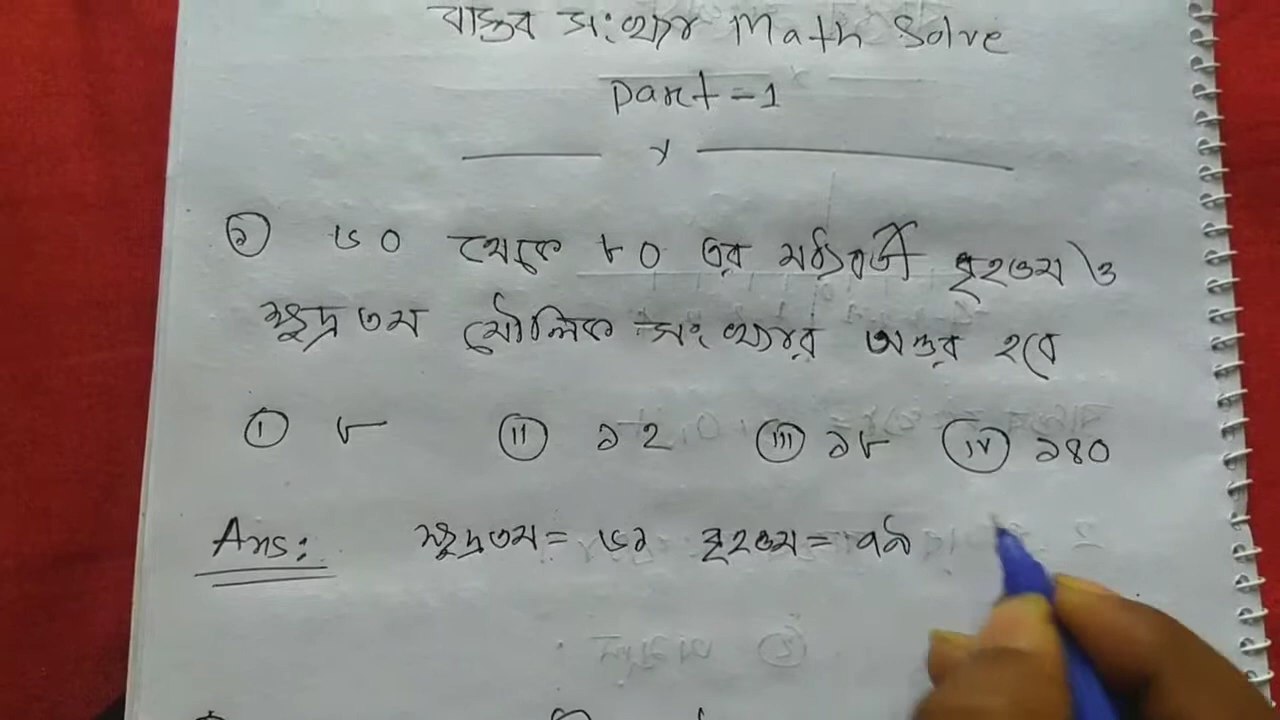 বাস্তব সংখ্যার Math Solve
Part-1
x
১ ৬০ থেকে ৮০ এর মধ্যবর্তী বৃহত্তম ও
ক্ষুদ্রতম মৌলিক সংখ্যার অন্তর হবে
i ৮ ii ১২ iii ১৮ iv ১৪০
Ans: ক্ষুদ্রতম = ৬১ বৃহত্তম = ৭৯